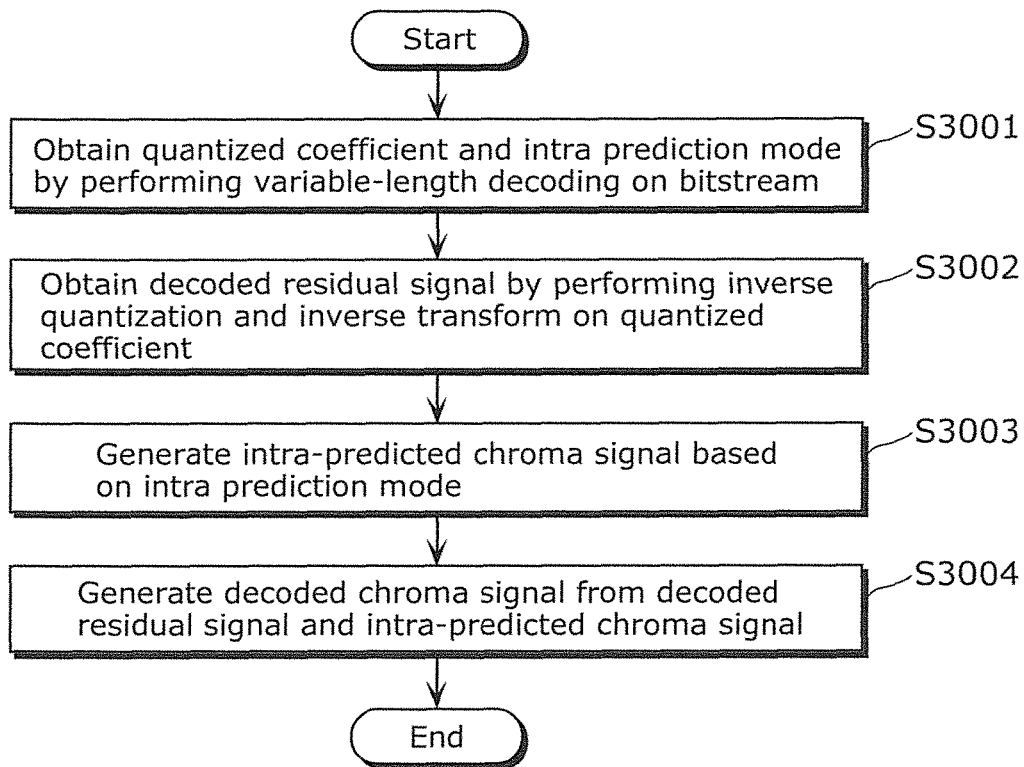 Start
S3001
Obtain quantized coefficient and intra prediction mode
by performing variable-length decoding on bitstream
S3002
Obtain decoded residual signal by performing inverse
quantization and inverse transform on quantized
coefficient
S3003
Generate intra-predicted chroma signal based
on intra prediction mode
S3004
Generate decoded chroma signal from decoded
residual signal and intra-predicted chroma signal
End